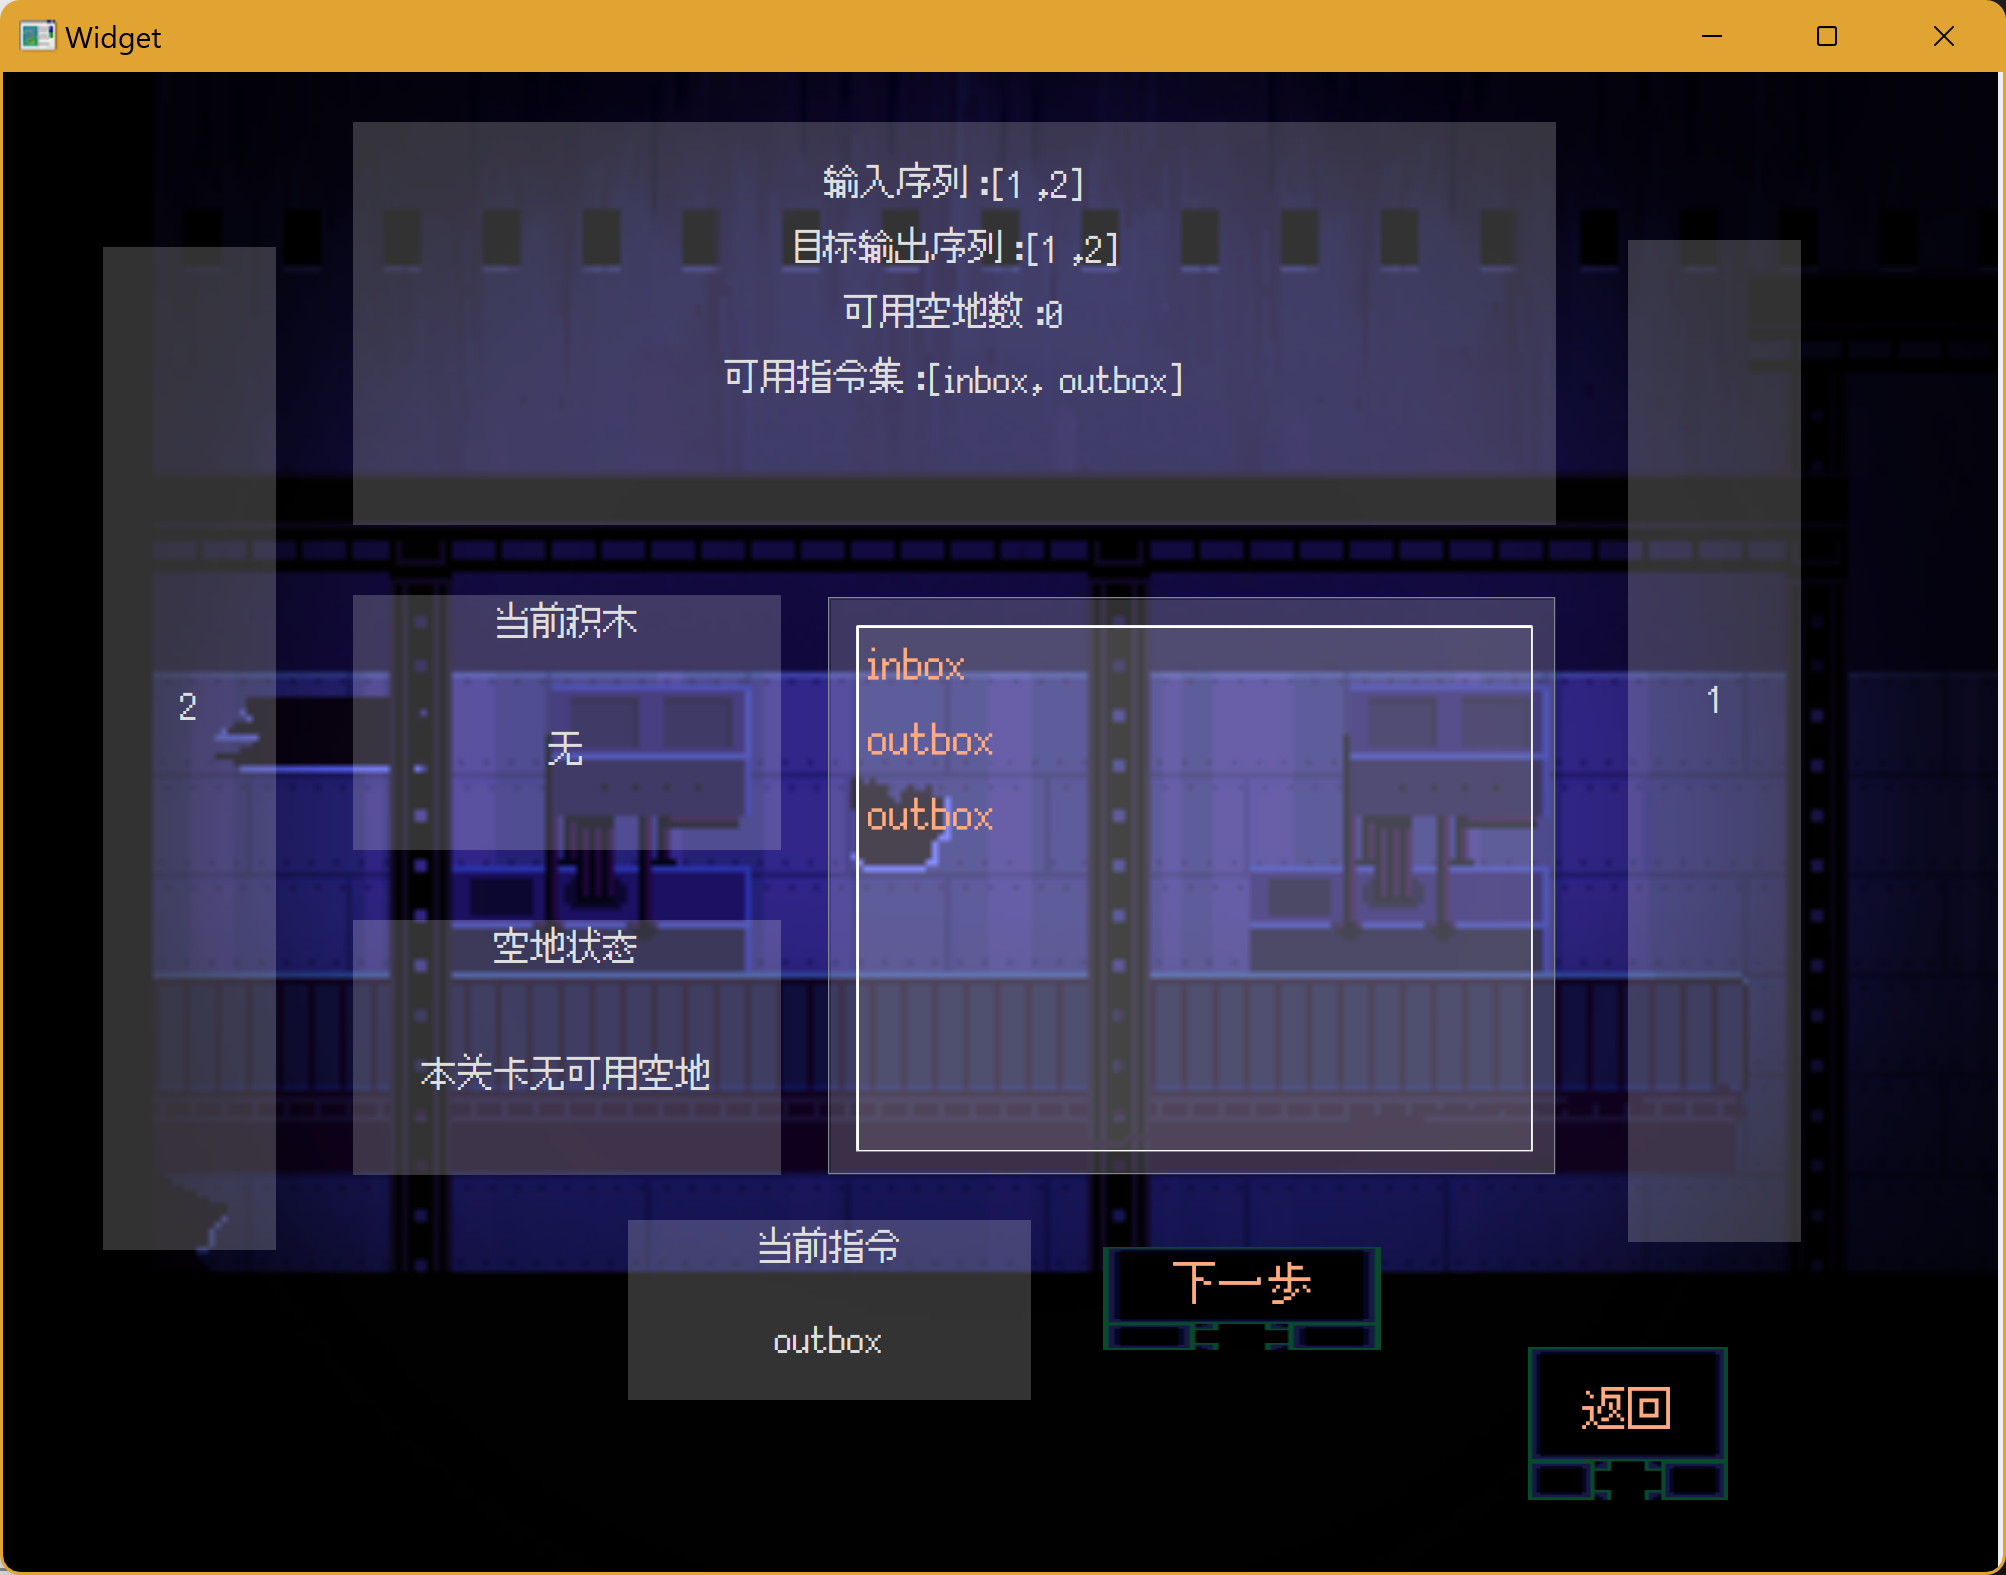 Widget
输入序列 :[1 ,2]
目标输出序列 :[1 ,2]
可用空地数 :0
可用指令集 :[inbox, outbox]
2
当前积木
无
空地状态
本关卡无可用空地
inbox
outbox
outbox
1
当前指令
outbox
下一步
返回